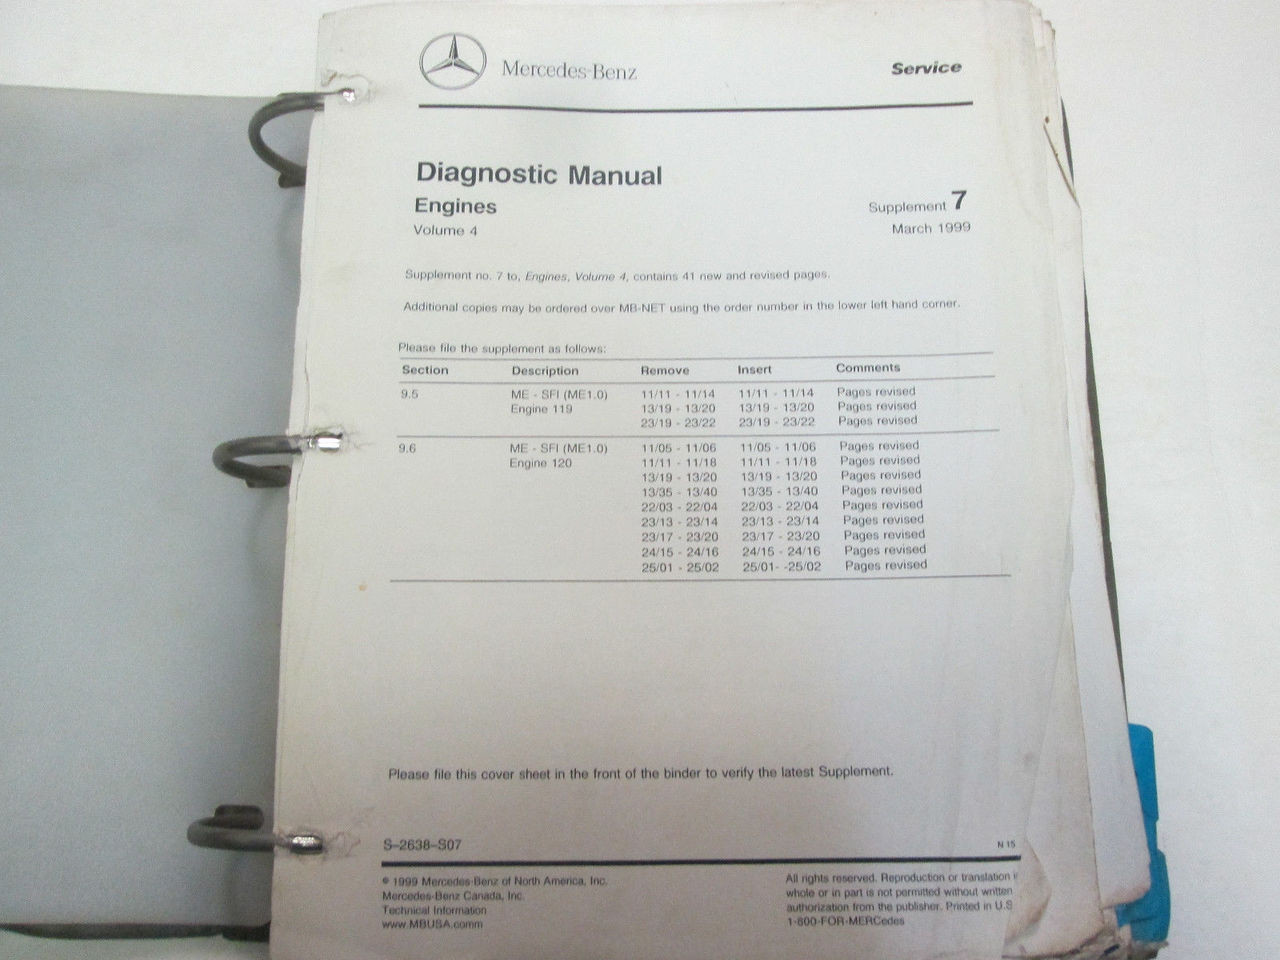 Mercedes-Benz Service
Diagnostic Manual
Engines
Supplement 7
Volume 4
March 1999
Supplement no. 7 to, Engines, Volume 4, contains 41 new and revised pages.
Additional copies may be ordered over MB-NET using the order number in the lower left hand corner.
Please file the supplement as follows:
Section Description Remove Insert Comments
9.5 ME - SFI (ME1.0) 11/11 - 11/14 11/11 - 11/14 Pages revised
Engine 119 13/19 - 13/20 13/19 - 13/20 Pages revised
23/19 - 23/22 23/19 - 23/22 Pages revised
9.6 ME - SFI (ME1.0) 11/05 - 11/06 11/05 - 11/06 Pages revised
Engine 120 11/11 - 11/18 11/11 - 11/18 Pages revised
13/19 - 13/20 13/19 - 13/20 Pages revised
13/35 - 13/40 13/35 - 13/40 Pages revised
22/03 - 22/04 22/03 - 22/04 Pages revised
23/13 - 23/14 23/13 - 23/14 Pages revised
23/17 - 23/20 23/17 - 23/20 Pages revised
24/15 - 24/16 24/15 - 24/16 Pages revised
25/01 - 25/02 25/01- -25/02 Pages revised
Please file this cover sheet in the front of the binder to verify the latest Supplement.
S-2638-S07
N 15
© 1999 Mercedes-Benz of North America, Inc.
Mercedes-Benz Canada, Inc.
Technical Information
www.MBUSA.comm
All rights reserved. Reproduction or translation
whole or in part is not permitted without written
authorization from the publisher. Printed in U.S
1-800-FOR-MERCedes